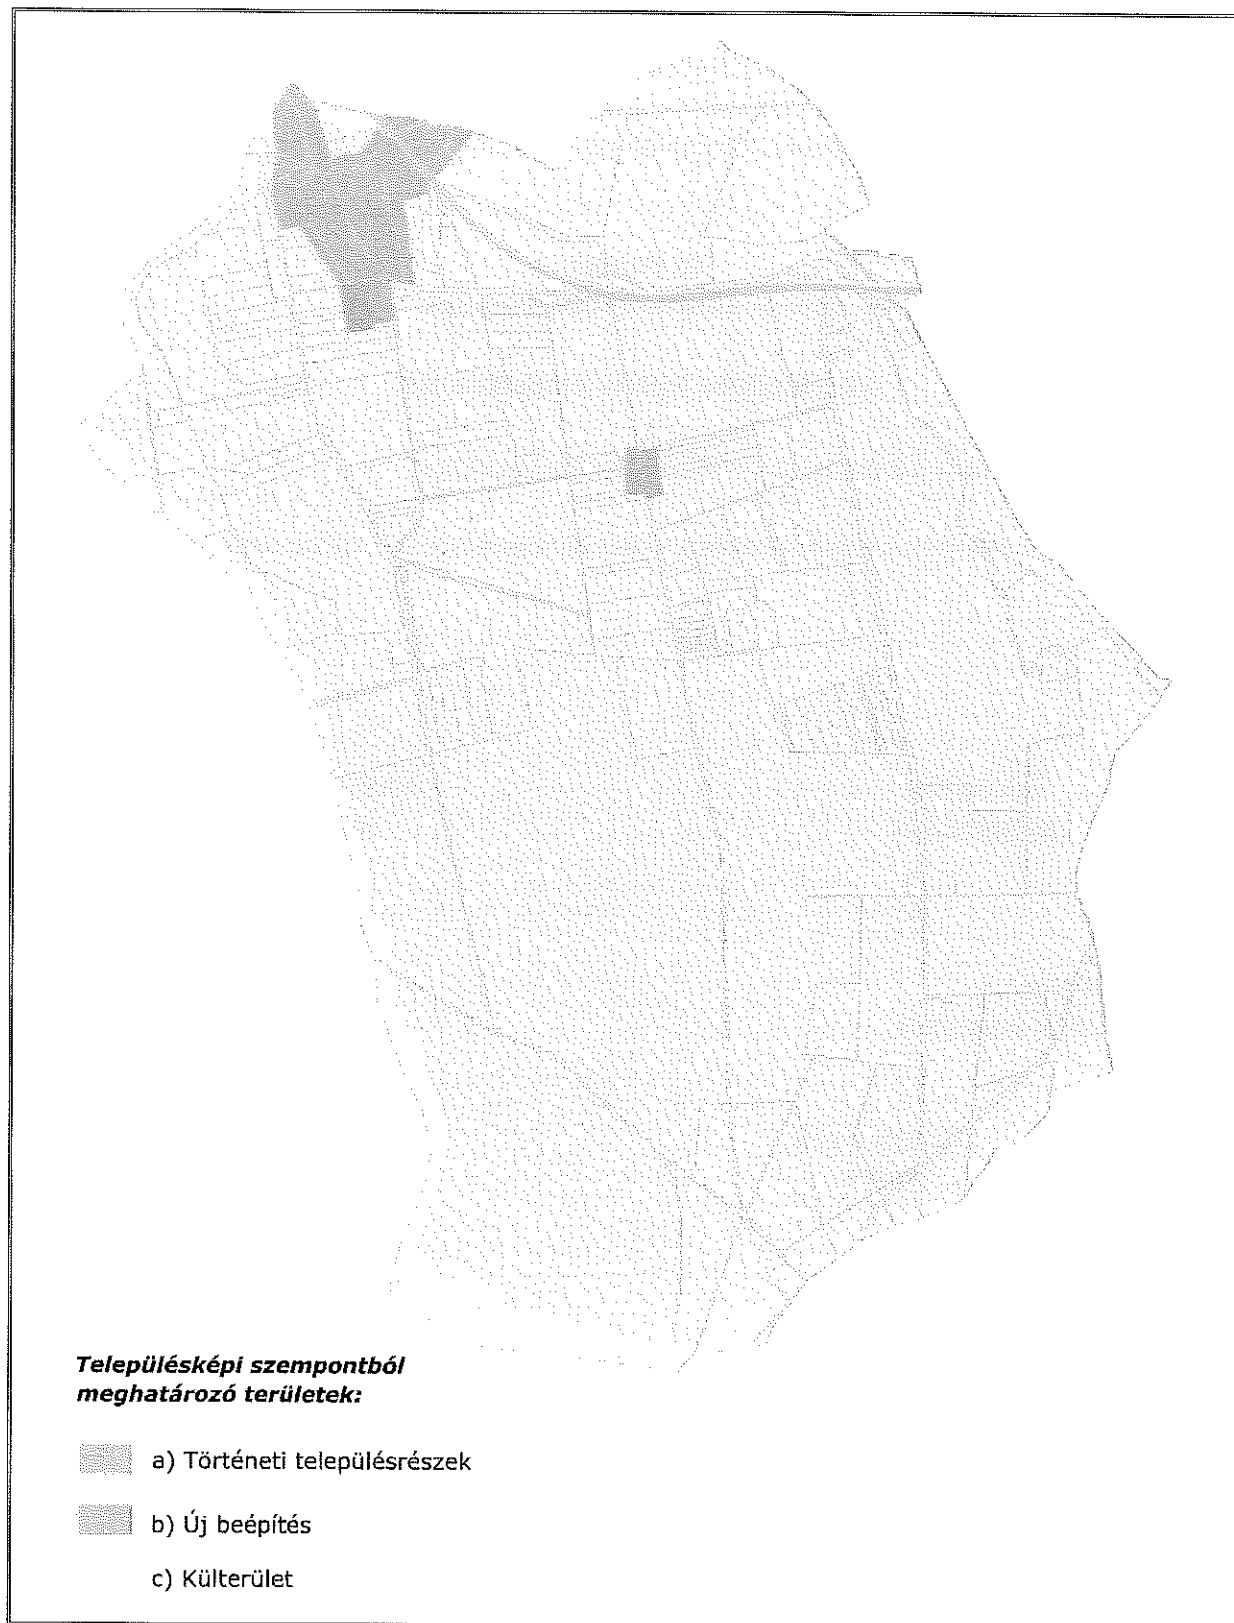 Településképi szempontból
meghatározó területek:
a) Történeti településrészek
b) Új beépítés
c) Külterület